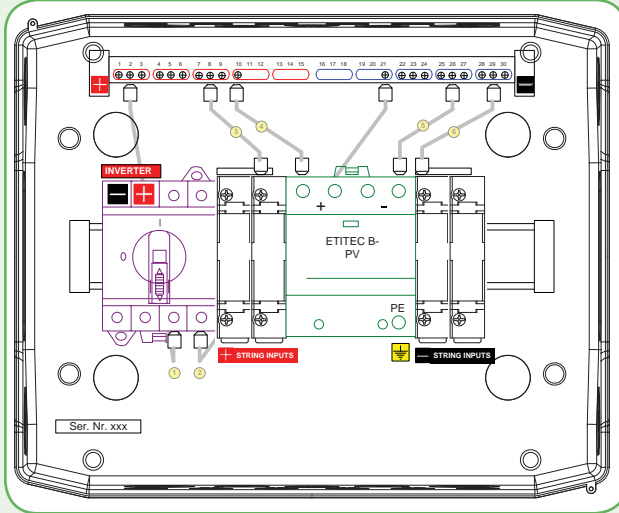 1 2 3 4 5 6 7 8 9 10 11 12 13 14 15 16 17 18 19 20 21 22 23 24 25 26 27 28 29 30
+ −
3 4 5 6
INVERTER
− +
I
O
+ -
ETITEC B-
PV
PE
+ STRING INPUTS
− STRING INPUTS
1 2
Ser. Nr. xxx